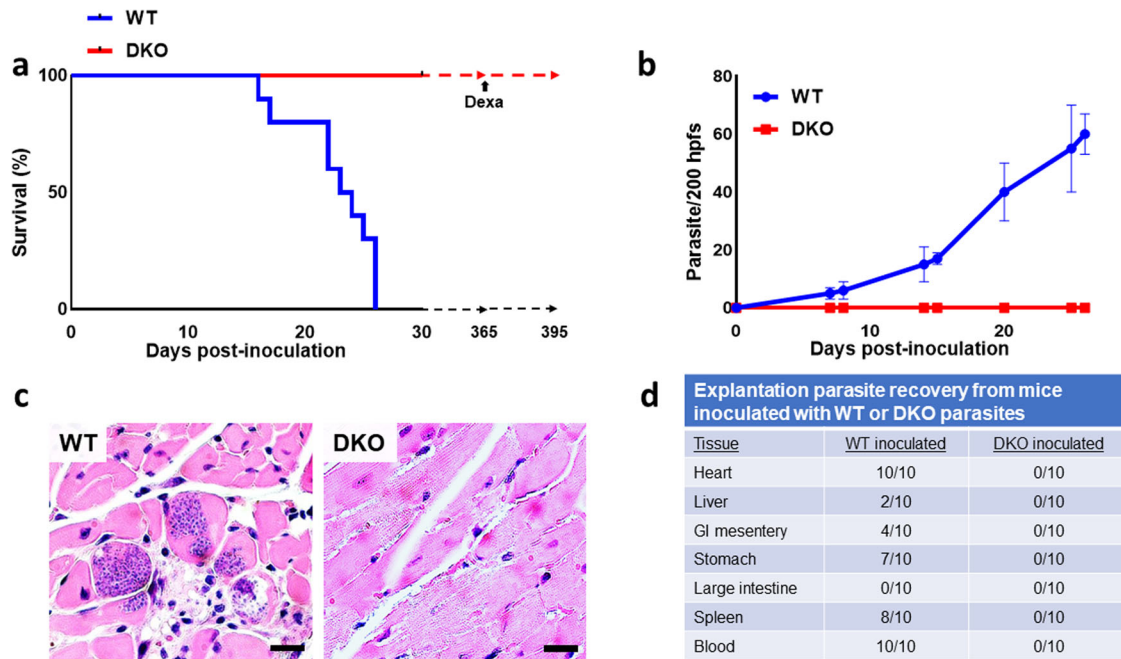 WT
DKO
a
100
50
0
Survival (%)
Dexa
0 10 20 30 365 395
Days post-inoculation
b
80
60
40
20
0
Parasite/200 hpfs
WT
DKO
0 10 20
Days post-inoculation
c
WT
DKO
d
Explantation parasite recovery from mice
inoculated with WT or DKO parasites
Tissue WT inoculated DKO inoculated
Heart 10/10 0/10
Liver 2/10 0/10
GI mesentery 4/10 0/10
Stomach 7/10 0/10
Large intestine 0/10 0/10
Spleen 8/10 0/10
Blood 10/10 0/10